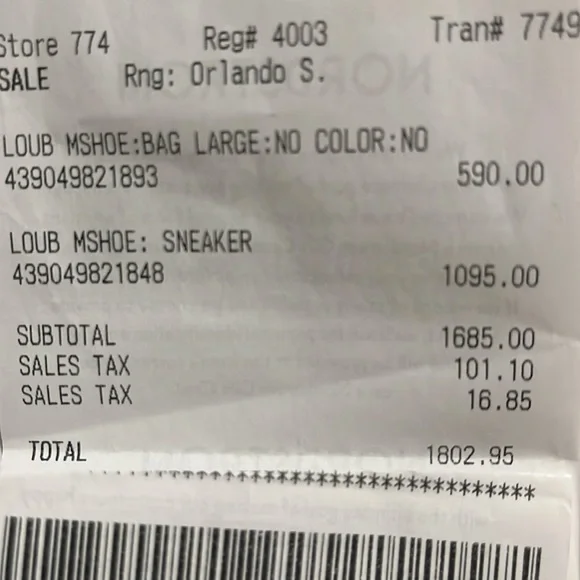 Store 774 Reg# 4003 Tran# 7749
SALE Rng: Orlando S.
LOUB MSHOE:BAG LARGE:NO COLOR:NO
439049821893 590.00
LOUB MSHOE: SNEAKER
439049821848 1095.00
SUBTOTAL 1685.00
SALES TAX 101.10
SALES TAX 16.85
TOTAL 1802.95